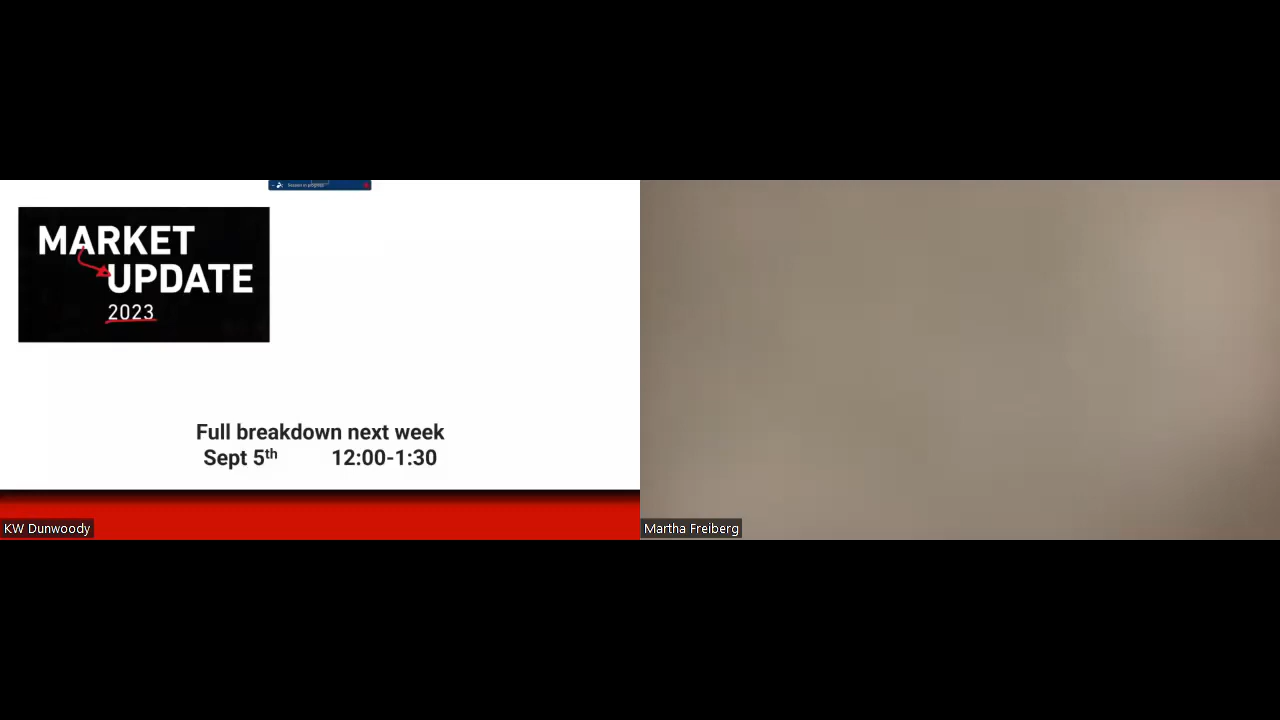 MARKET
UPDATE
2023
Full breakdown next week
Sept 5th 12:00-1:30
KW Dunwoody
Martha Freiberg